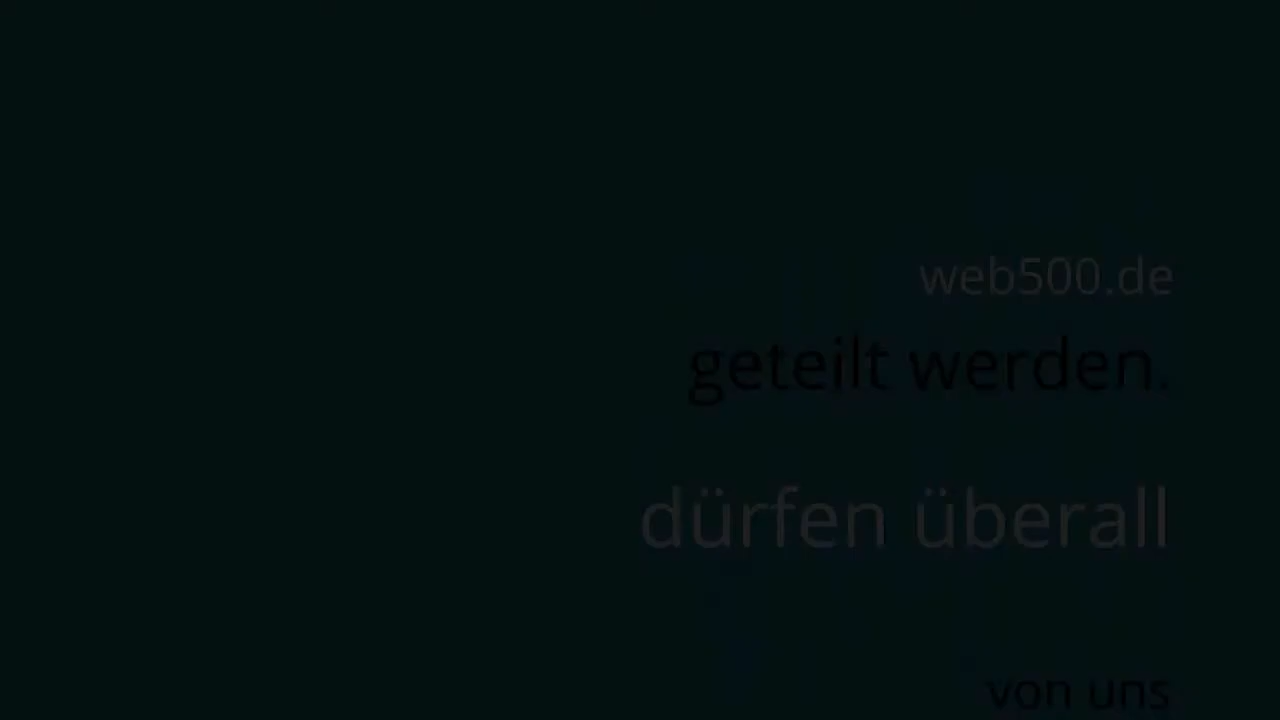 web500.de
geteilt werden.
dürfen überall
von uns